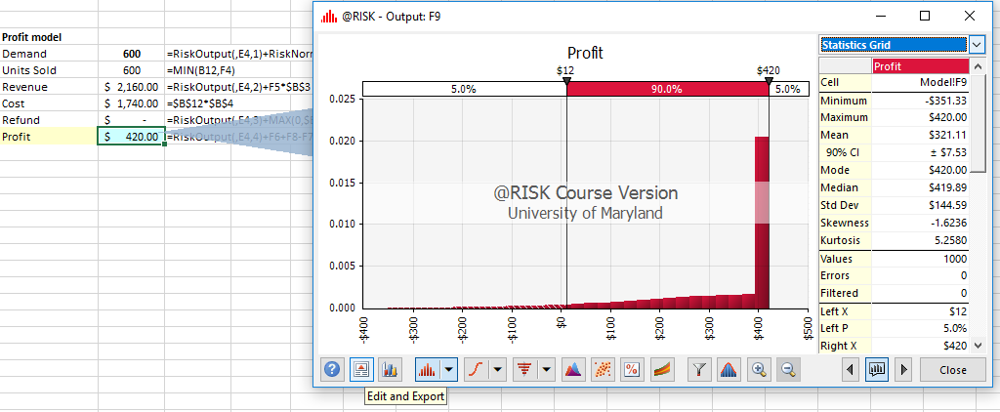 Profit model
Demand 600 =RiskOutput(,E4,1)+RiskNorr
Units Sold 600 =MIN(B12,F4)
Revenue $ 2,160.00 =RiskOutput(,E4,2)+F5*$B$3
Cost $ 1,740.00 =$B$12*$B$4
Refund $ - =RiskOutput(,E4,3)+MAX(0,$B
Profit $ 420.00 =RiskOutput(,E4,4)+F6+F8-F7
@RISK - Output: F9
Profit
$12 $420
5.0% 90.0% 5.0%
0.025
0.020
0.015
0.010
0.005
0.000
@RISK Course Version
University of Maryland
-$400 -$300 -$200 -$100 $0 $100 $200 $300 $400 $500
Statistics Grid
Profit
Cell Model!F9
Minimum -$351.33
Maximum $420.00
Mean $321.11
90% CI ± $7.53
Mode $420.00
Median $419.89
Std Dev $144.59
Skewness -1.6236
Kurtosis 5.2580
Values 1000
Errors 0
Filtered 0
Left X $12
Left P 5.0%
Right X $420
Close
Edit and Export